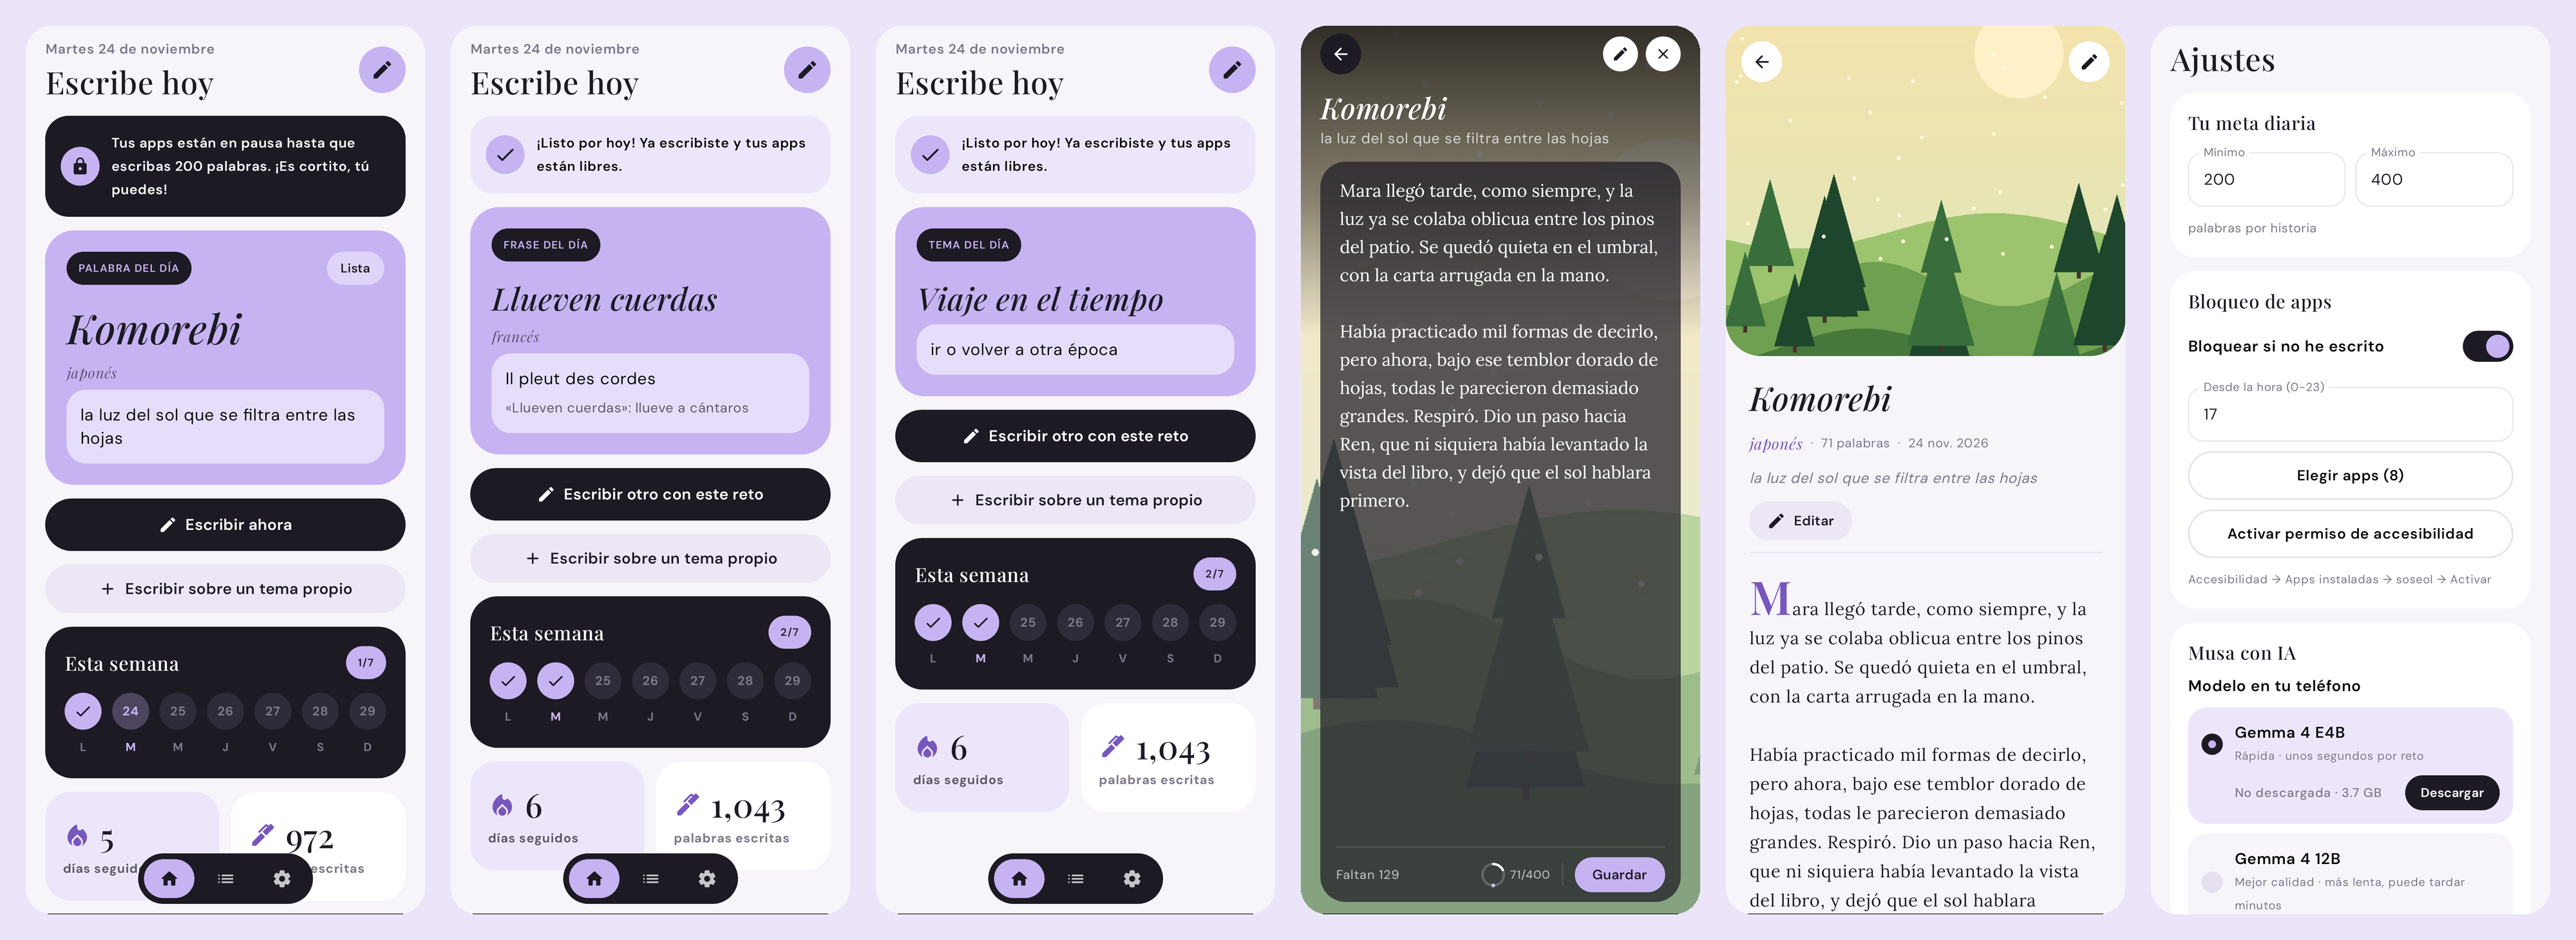 Martes 24 de noviembre
Escribe hoy
Tus apps están en pausa hasta que
escribas 200 palabras. ¡Es cortito, tú
puedes!
PALABRA DEL DÍA
Lista
Komorebi
japonés
la luz del sol que se filtra entre las
hojas
Escribir ahora
+ Escribir sobre un tema propio
Esta semana
1/7
24 25 26 27 28 29
L M M J V S D
5
días seguid
972
escritas
Martes 24 de noviembre
Escribe hoy
¡Listo por hoy! Ya escribiste y tus apps
están libres.
FRASE DEL DÍA
Llueven cuerdas
francés
Il pleut des cordes
«Llueven cuerdas»: llueve a cántaros
Escribir otro con este reto
+ Escribir sobre un tema propio
Esta semana
2/7
25 26 27 28 29
L M M J V S D
6
días seguidos
1,043
palabras escritas
Martes 24 de noviembre
Escribe hoy
¡Listo por hoy! Ya escribiste y tus apps
están libres.
TEMA DEL DÍA
Viaje en el tiempo
ir o volver a otra época
Escribir otro con este reto
+ Escribir sobre un tema propio
Esta semana
2/7
25 26 27 28 29
L M M J V S D
6
días seguidos
1,043
palabras escritas
Komorebi
la luz del sol que se filtra entre las hojas
Mara llegó tarde, como siempre, y la
luz ya se colaba oblicua entre los pinos
del patio. Se quedó quieta en el umbral,
con la carta arrugada en la mano.
Había practicado mil formas de decirlo,
pero ahora, bajo ese temblor dorado de
hojas, todas le parecieron demasiado
grandes. Respiró. Dio un paso hacia
Ren, que ni siquiera había levantado la
vista del libro, y dejó que el sol hablara
primero.
Faltan 129
71/400
Guardar
Komorebi
japonés · 71 palabras · 24 nov. 2026
la luz del sol que se filtra entre las hojas
Editar
Mara llegó tarde, como siempre, y la
luz ya se colaba oblicua entre los pinos
del patio. Se quedó quieta en el umbral,
con la carta arrugada en la mano.
Había practicado mil formas de decirlo,
pero ahora, bajo ese temblor dorado de
hojas, todas le parecieron demasiado
grandes. Respiró. Dio un paso hacia Ren,
que ni siquiera había levantado la vista
del libro, y dejó que el sol hablara
Ajustes
Tu meta diaria
Mínimo
200
Máximo
400
palabras por historia
Bloqueo de apps
Bloquear si no he escrito
Desde la hora (0-23)
17
Elegir apps (8)
Activar permiso de accesibilidad
Accesibilidad → Apps instaladas → soseol → Activar
Musa con IA
Modelo en tu teléfono
Gemma 4 E4B
Rápida · unos segundos por reto
No descargada · 3.7 GB
Descargar
Gemma 4 12B
Mejor calidad · más lenta, puede tardar
minutos